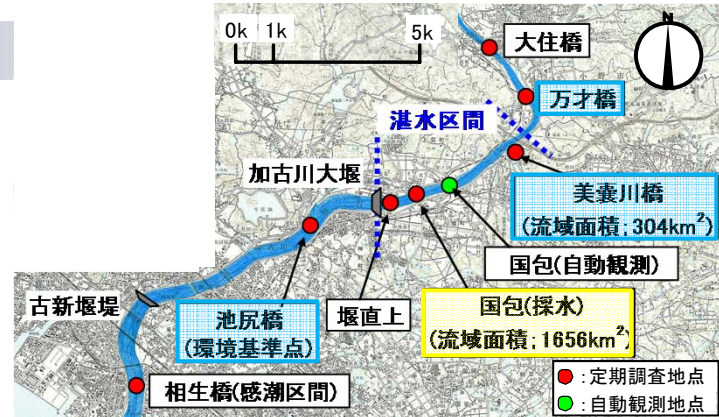 0k 1k 5k
N
大住橋
万才橋
湛水区間
加古川大堰
美嚢川橋
(流域面積;304km²)
国包(自動観測)
古新堰堤
池尻橋
(環境基準点)
堰直上
国包(採水)
(流域面積;1656km²)
相生橋(感潮区間)
:定期調査地点
:自動観測地点